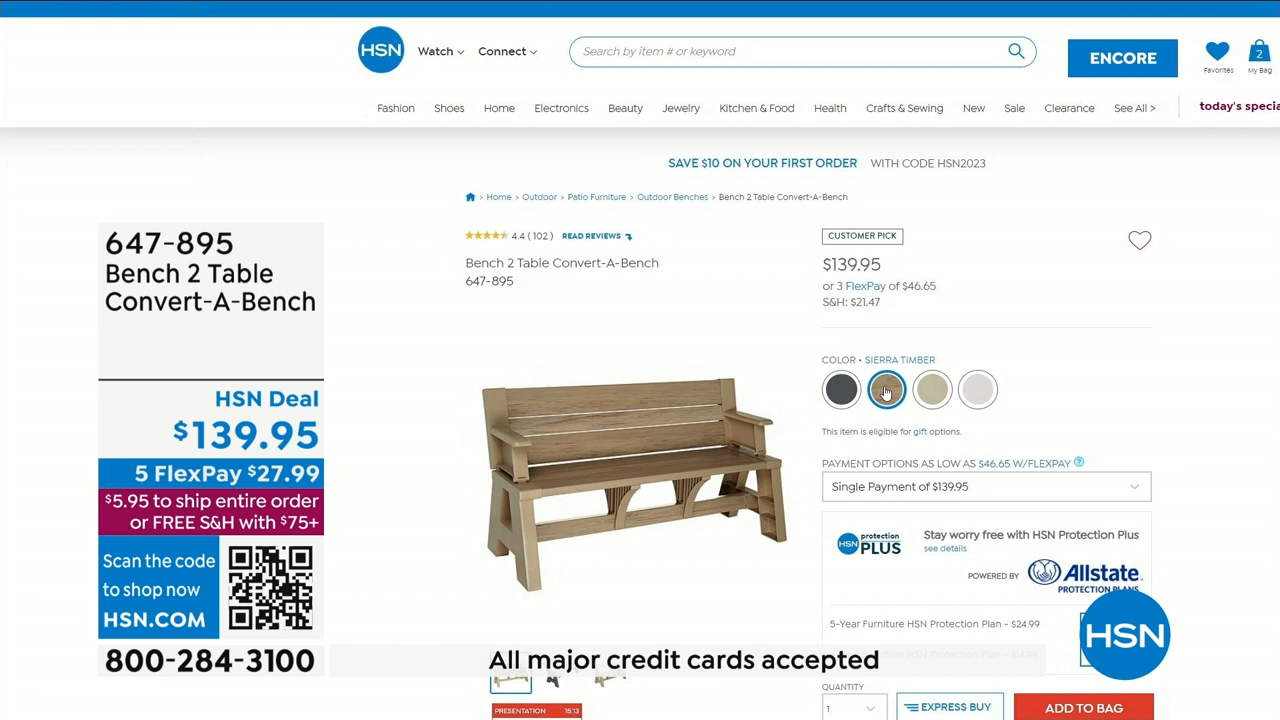 HSN
Watch
Connect
Search by item # or keyword
ENCORE
Favorites
2
My Bag
Fashion
Shoes
Home
Electronics
Beauty
Jewelry
Kitchen & Food
Health
Crafts & Sewing
New
Sale
Clearance
See All >
today's specia
SAVE $10 ON YOUR FIRST ORDER WITH CODE HSN2023
> Home > Outdoor > Patio Furniture > Outdoor Benches > Bench 2 Table Convert-A-Bench
647-895
Bench 2 Table
Convert-A-Bench
HSN Deal
$139.95
5 FlexPay $27.99
$5.95 to ship entire order
or FREE S&H with $75+
Scan the code
to shop now
HSN.COM
800-284-3100
4.4 ( 102 ) READ REVIEWS
Bench 2 Table Convert-A-Bench
647-895
CUSTOMER PICK
$139.95
or 3 FlexPay of $46.65
S&H: $21.47
COLOR • SIERRA TIMBER
This item is eligible for gift options.
PAYMENT OPTIONS AS LOW AS $46.65 W/FLEXPAY ?
Single Payment of $139.95
HSN protection PLUS
Stay worry free with HSN Protection Plus
see details
POWERED BY Allstate.
PROTECTION PLANS
5-Year Furniture HSN Protection Plan - $24.99
HSN
All major credit cards accepted
PRESENTATION 15:13
QUANTITY
1
EXPRESS BUY
ADD TO BAG